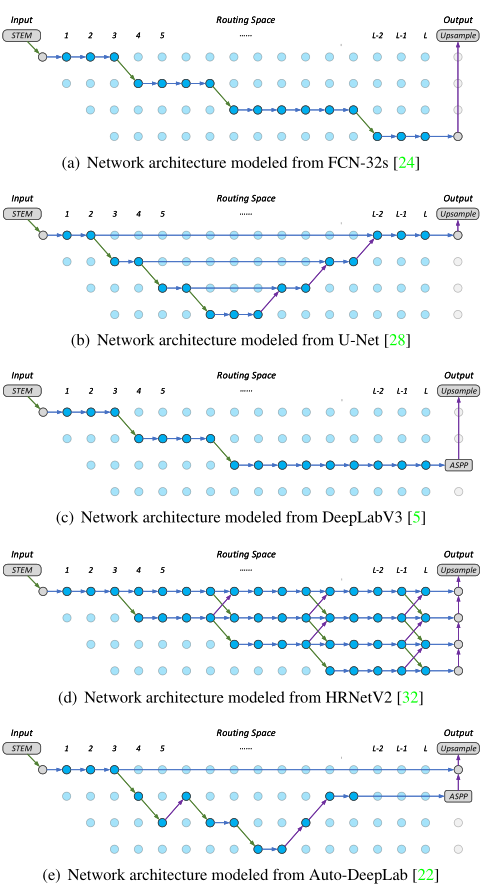 Input Routing Space Output
STEM 1 2 3 4 5 ...... L-2 L-1 L Upsample
(a) Network architecture modeled from FCN-32s [24]
Input Routing Space Output
STEM 1 2 3 4 5 ...... L-2 L-1 L Upsample
(b) Network architecture modeled from U-Net [28]
Input Routing Space Output
STEM 1 2 3 4 5 ...... L-2 L-1 L Upsample
ASPP
(c) Network architecture modeled from DeepLabV3 [5]
Input Routing Space Output
STEM 1 2 3 4 5 ...... L-2 L-1 L Upsample
(d) Network architecture modeled from HRNetV2 [32]
Input Routing Space Output
STEM 1 2 3 4 5 ...... L-2 L-1 L Upsample
ASPP
(e) Network architecture modeled from Auto-DeepLab [22]